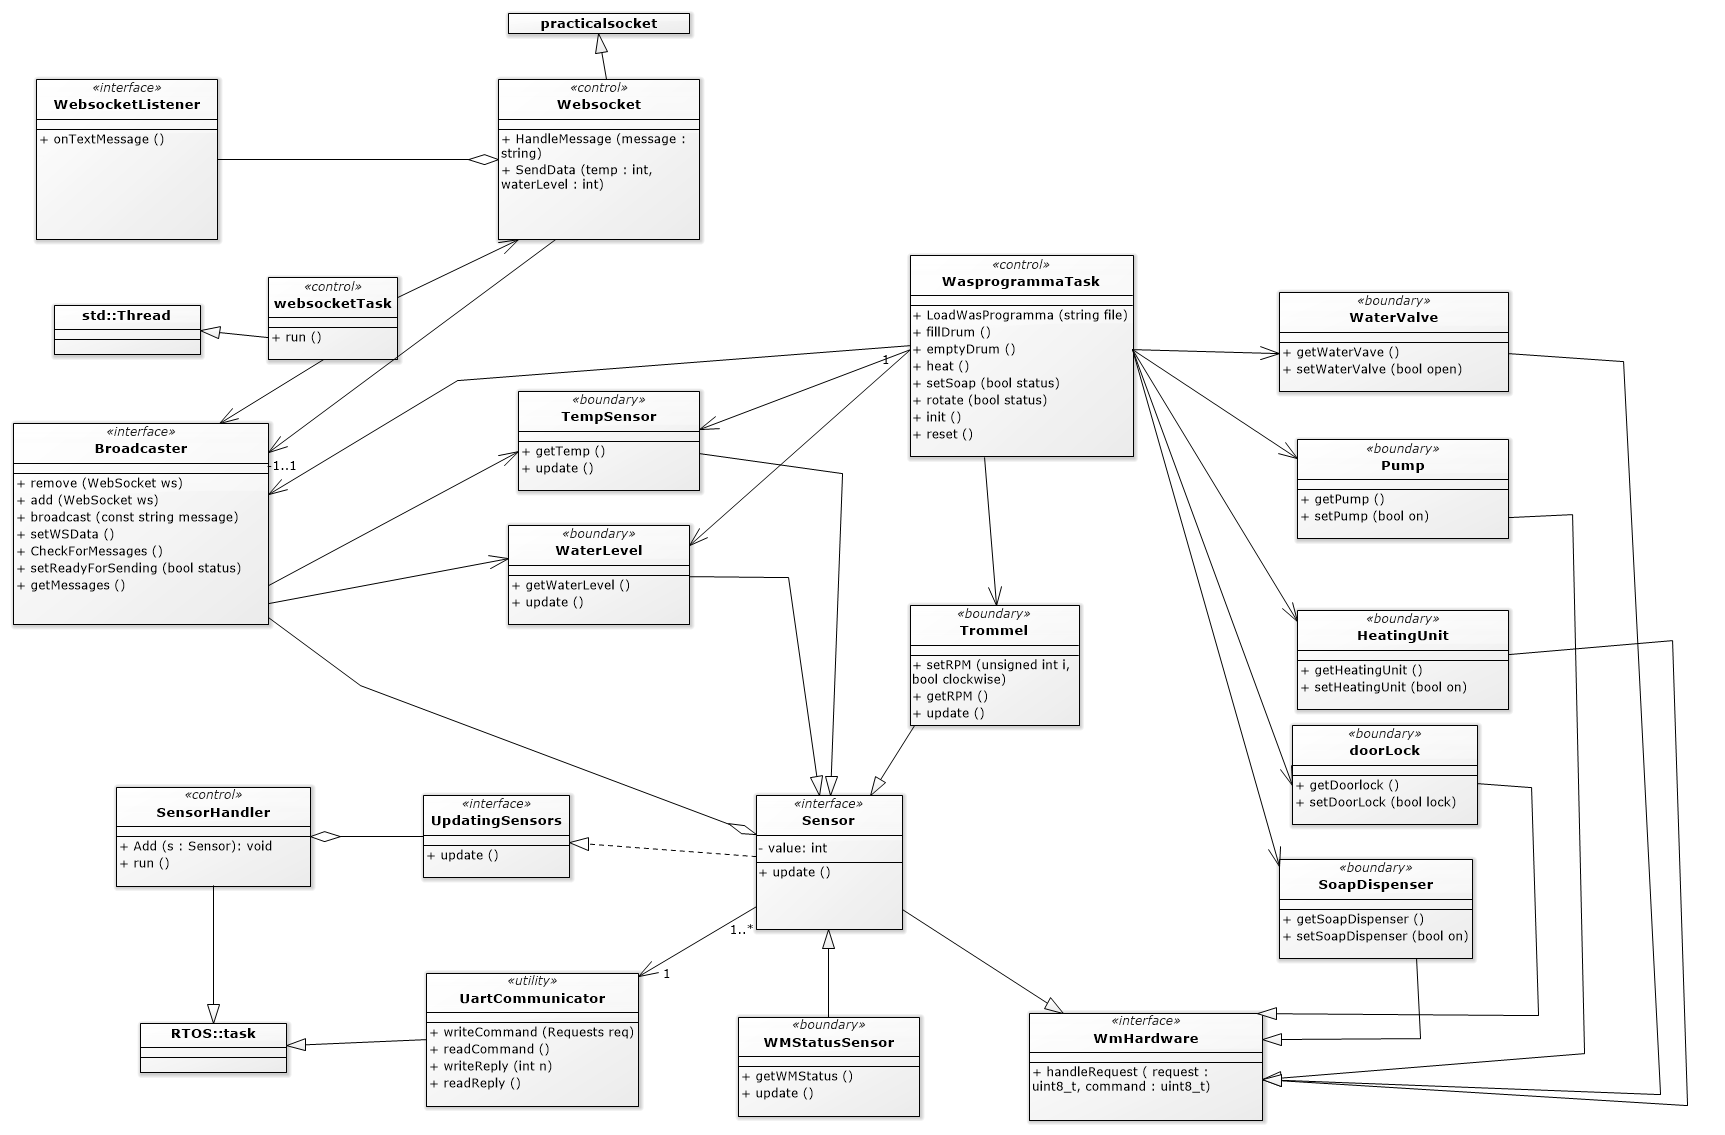 practicalsocket
«interface»
WebsocketListener
+ onTextMessage ()
«control»
Websocket
+ HandleMessage (message :
string)
+ SendData (temp : int,
waterLevel : int)
std::Thread
«control»
websocketTask
+ run ()
«interface»
Broadcaster
+ remove (WebSocket ws)
+ add (WebSocket ws)
+ broadcast (const string message)
+ setWSData ()
+ CheckForMessages ()
+ setReadyForSending (bool status)
+ getMessages ()
-1..1
«control»
WasprogrammaTask
+ LoadWasProgramma (string file)
+ fillDrum ()
+ emptyDrum ()
+ heat ()
+ setSoap (bool status)
+ rotate (bool status)
+ init ()
+ reset ()
1
«boundary»
TempSensor
+ getTemp ()
+ update ()
«boundary»
WaterLevel
+ getWaterLevel ()
+ update ()
«boundary»
Trommel
+ setRPM (unsigned int i,
bool clockwise)
+ getRPM ()
+ update ()
«boundary»
WaterValve
+ getWaterVave ()
+ setWaterValve (bool open)
«boundary»
Pump
+ getPump ()
+ setPump (bool on)
«boundary»
HeatingUnit
+ getHeatingUnit ()
+ setHeatingUnit (bool on)
«boundary»
doorLock
+ getDoorlock ()
+ setDoorLock (bool lock)
«boundary»
SoapDispenser
+ getSoapDispenser ()
+ setSoapDispenser (bool on)
«control»
SensorHandler
+ Add (s : Sensor): void
+ run ()
«interface»
UpdatingSensors
+ update ()
«interface»
Sensor
- value: int
+ update ()
1..*
1
RTOS::task
«utility»
UartCommunicator
+ writeCommand (Requests req)
+ readCommand ()
+ writeReply (int n)
+ readReply ()
«boundary»
WMStatusSensor
+ getWMStatus ()
+ update ()
«interface»
WmHardware
+ handleRequest ( request :
uint8_t, command : uint8_t)